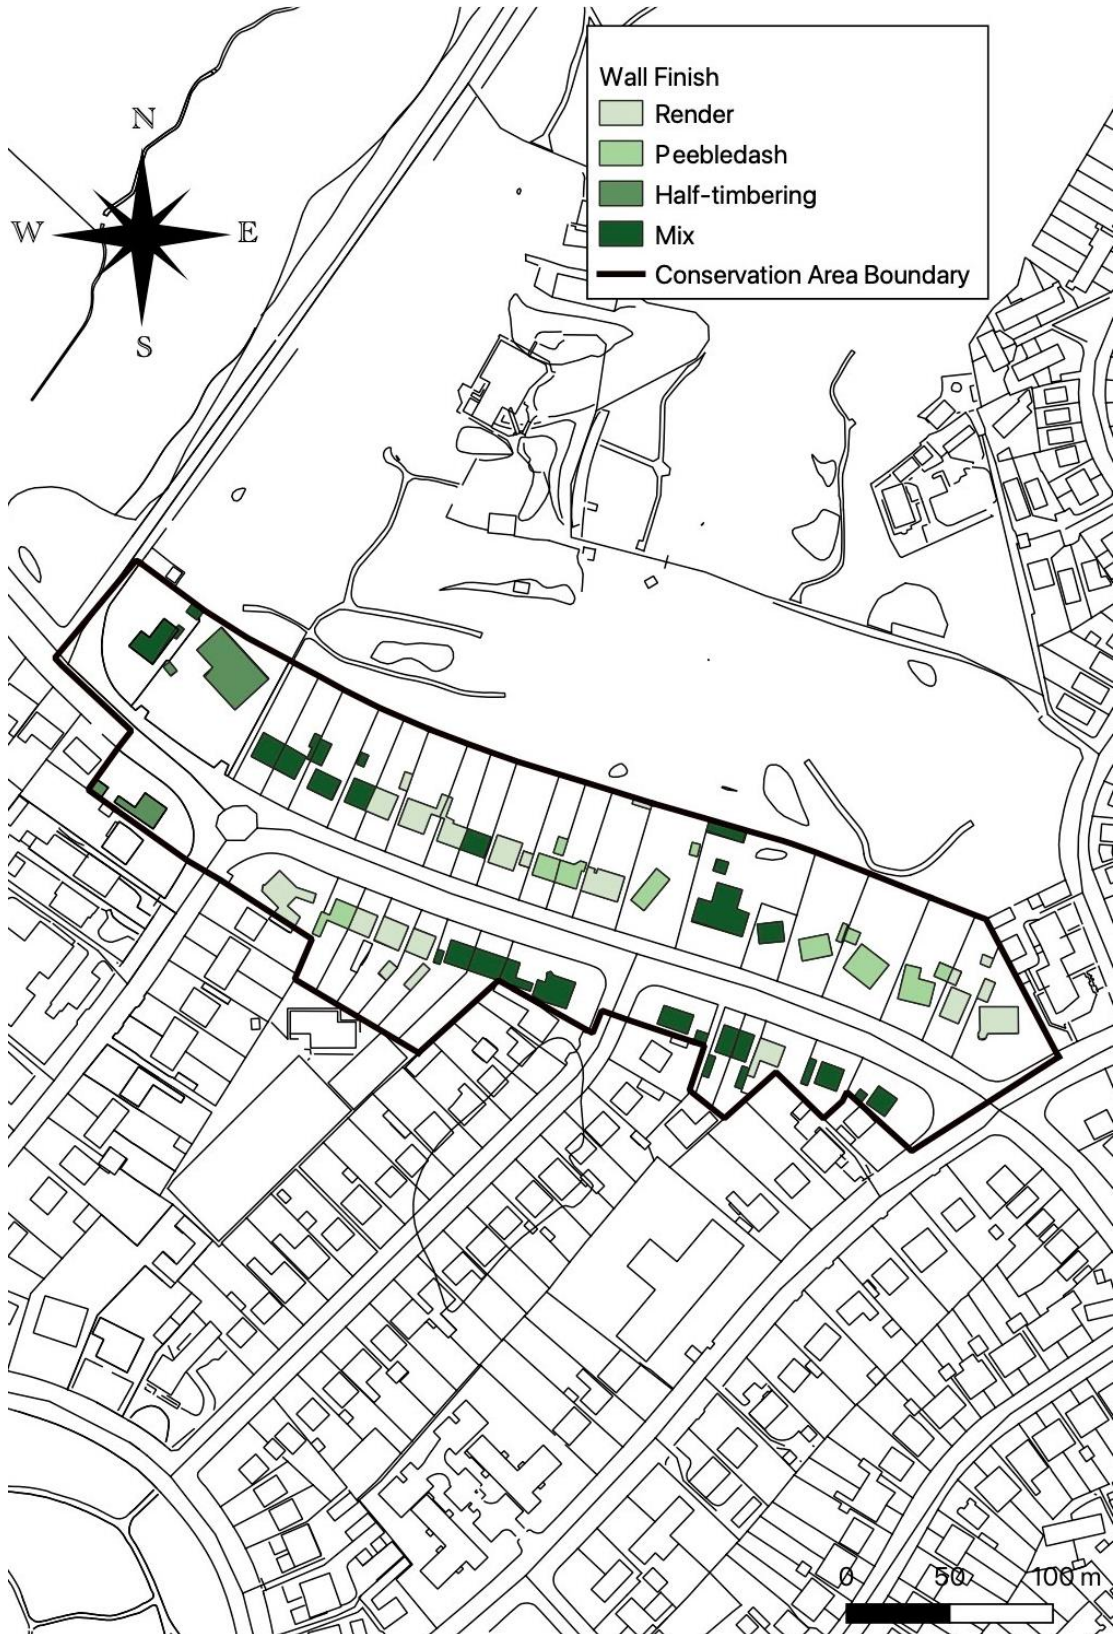 Wall Finish
Render
Peebledash
Half-timbering
Mix
Conservation Area Boundary
N
W E
S
0 50 100 m